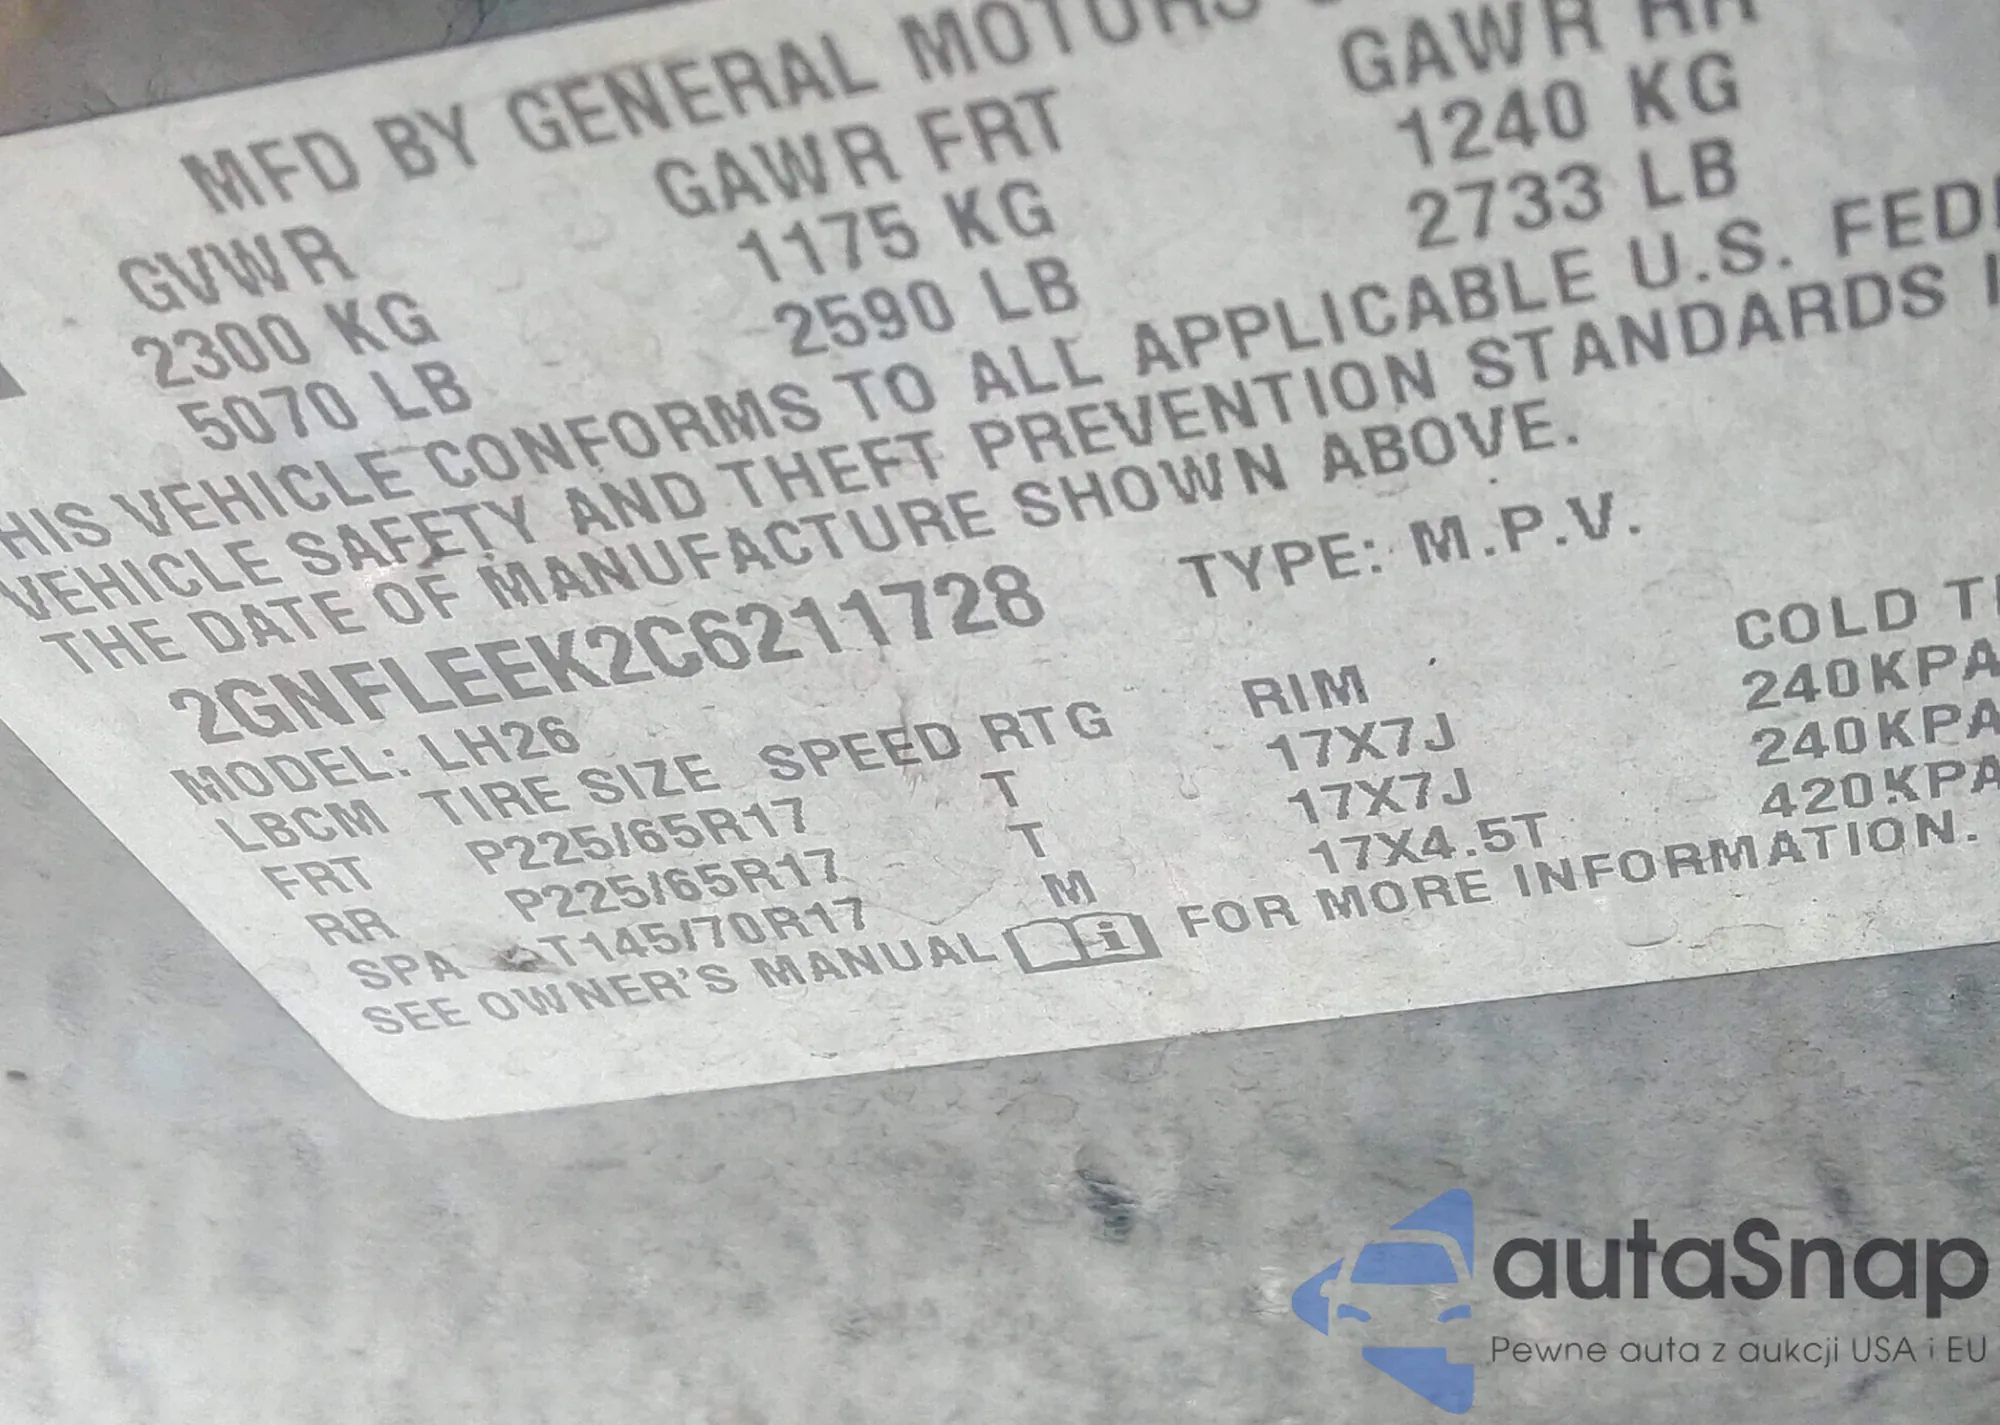 MFD BY GENERAL MOTORS
GVWR GAWR FRT GAWR RR
2300 KG 1175 KG 1240 KG
5070 LB 2590 LB 2733 LB
HIS VEHICLE CONFORMS TO ALL APPLICABLE U.S. FED
VEHICLE SAFETY AND THEFT PREVENTION STANDARDS I
THE DATE OF MANUFACTURE SHOWN ABOVE.
2GNFLEEK2C6211728 TYPE: M.P.V.
MODEL: LH26
LBCM TIRE SIZE SPEED RTG RIM COLD TI
FRT P225/65R17 T 17X7J 240KPA
RR P225/65R17 T 17X7J 240KPA
SPA T145/70R17 M 17X4.5T 420KPA
SEE OWNER'S MANUAL i FOR MORE INFORMATION.
autaSnap
Pewne auta z aukcji USA i EU